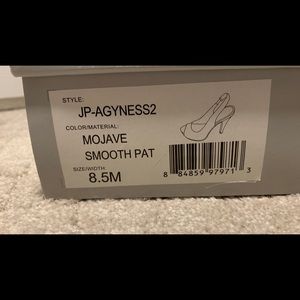 STYLE:
JP-AGYNESS2
COLOR/MATERIAL:
MOJAVE
SMOOTH PAT
SIZE/WIDTH:
8.5M
8 84859 97971 3